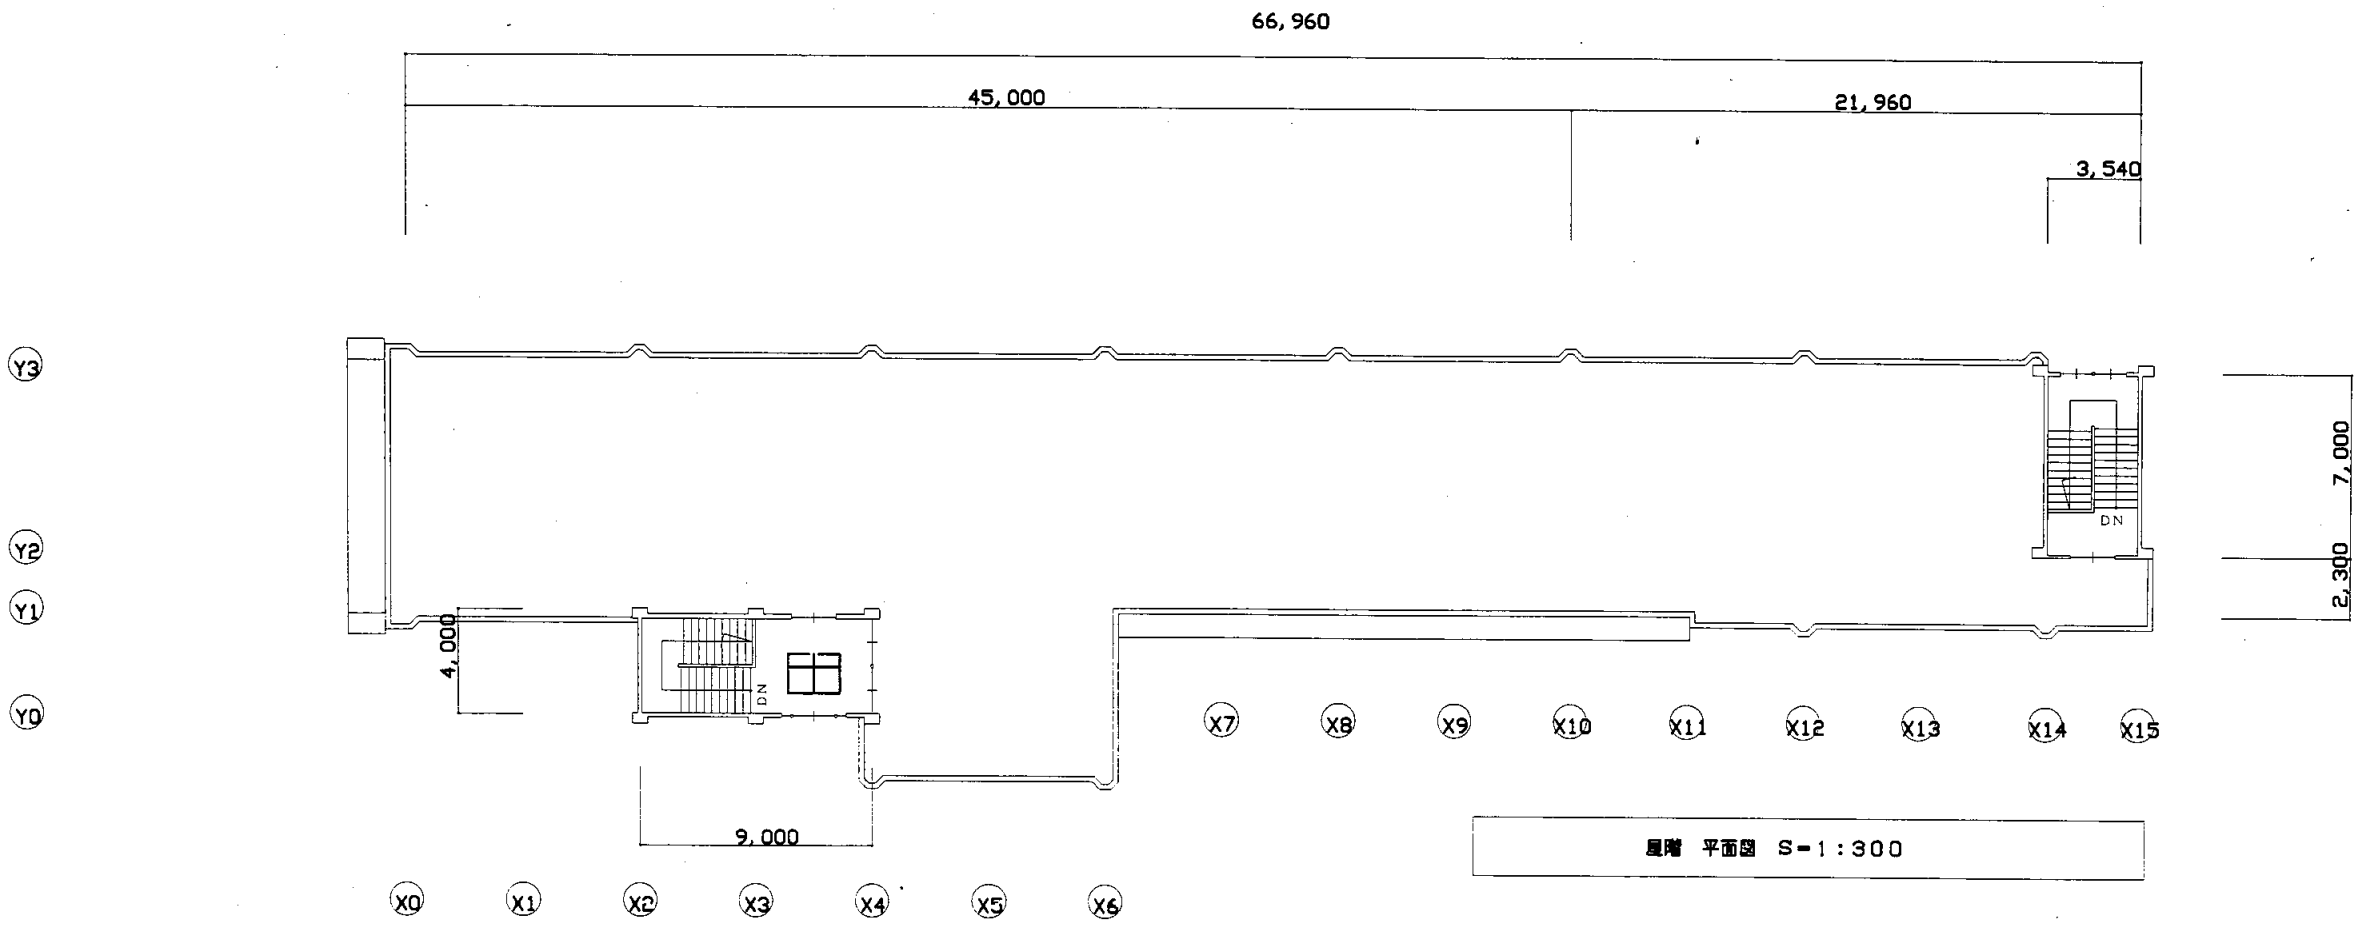 66,960
45,000
21,960
3,540
Y3
7,000
DN
Y2
2,300
Y1
4,000
DN
Y0
X7
X8
X9
X10
X11
X12
X13
X14
X15
9,000
屋階 平面図 S=1:300
X0
X1
X2
X3
X4
X5
X6